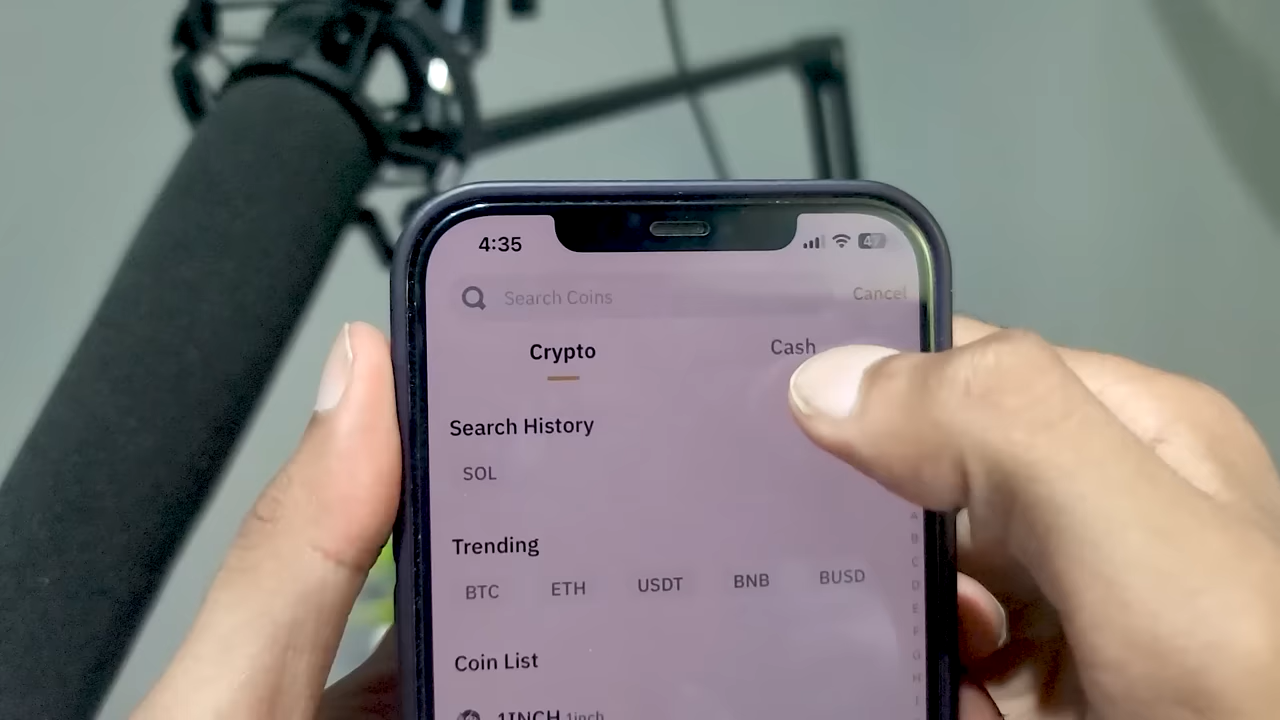 4:35
47
Search Coins
Cancel
Crypto
Cash
Search History
SOL
Trending
BTC ETH USDT BNB BUSD
Coin List
1INCH 1inch
A
B
C
D
E
F
G
H
I